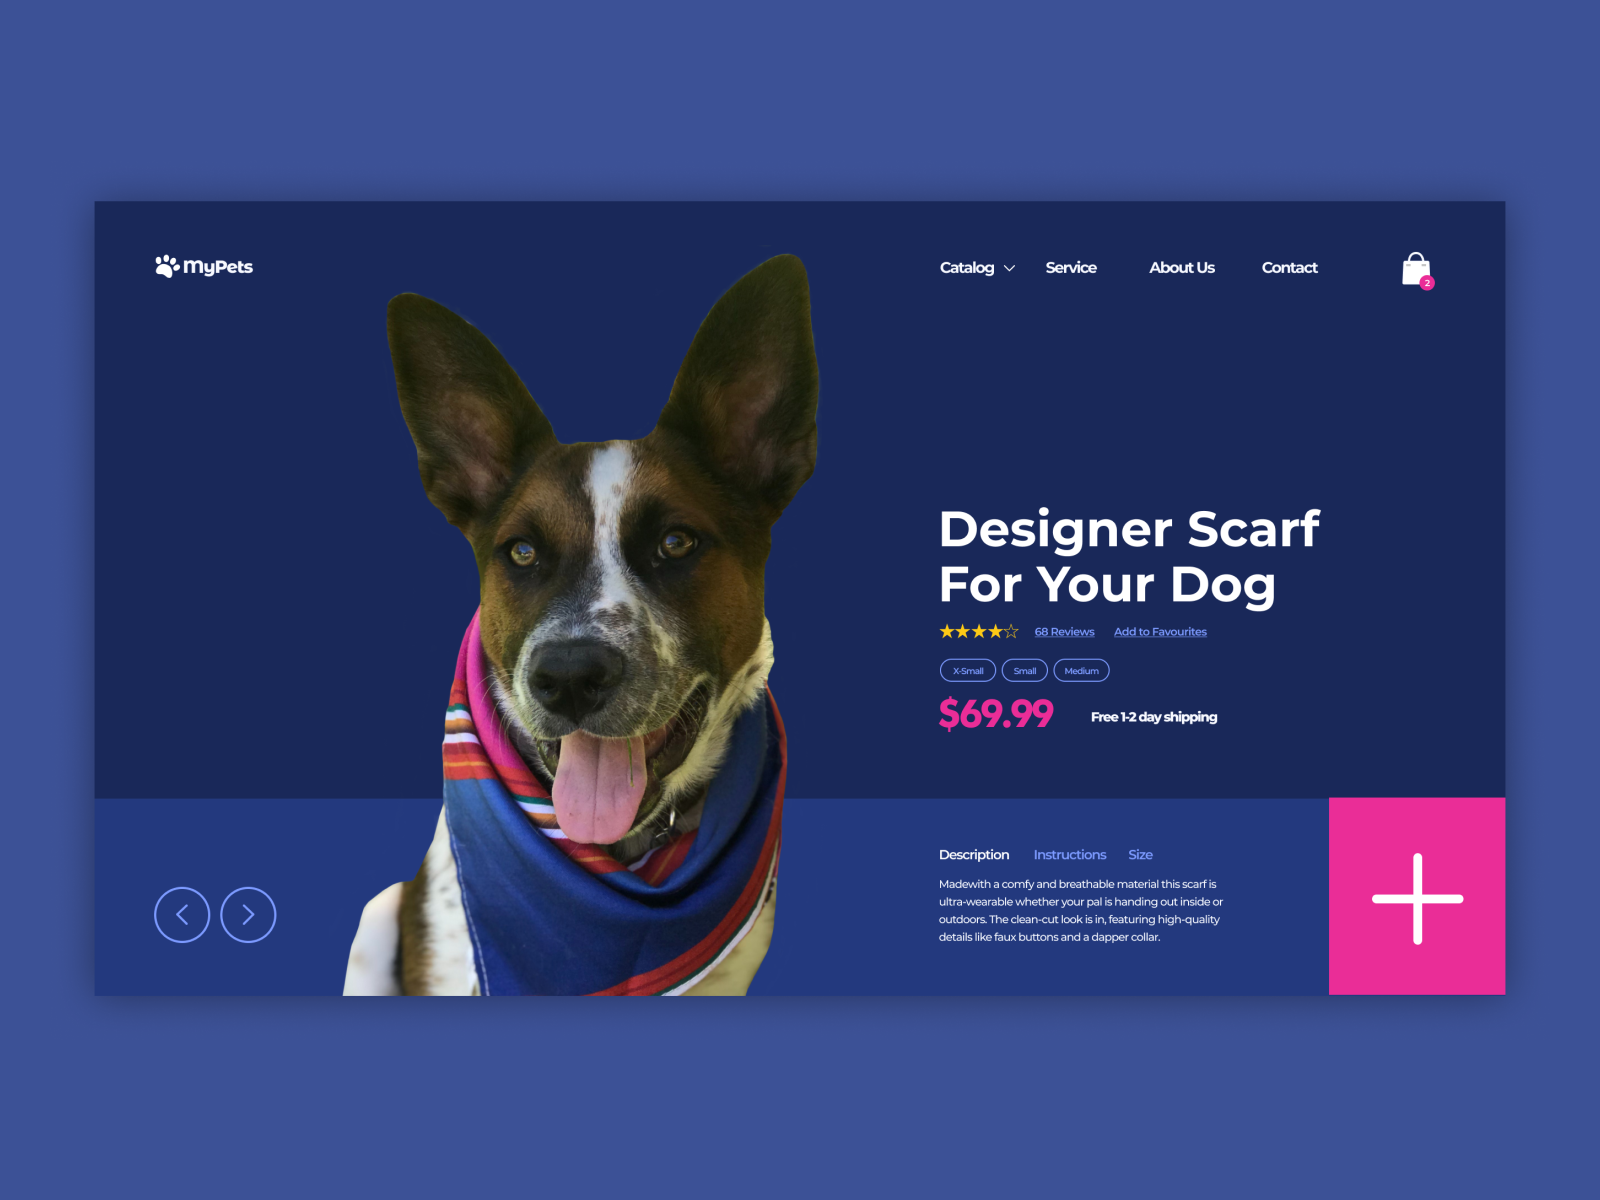 MyPets
Catalog Service About Us Contact
2
Designer Scarf
For Your Dog
68 Reviews Add to Favourites
X-Small Small Medium
$69.99 Free 1-2 day shipping
Description Instructions Size
Madewith a comfy and breathable material this scarf is
ultra-wearable whether your pal is handing out inside or
outdoors. The clean-cut look is in, featuring high-quality
details like faux buttons and a dapper collar.